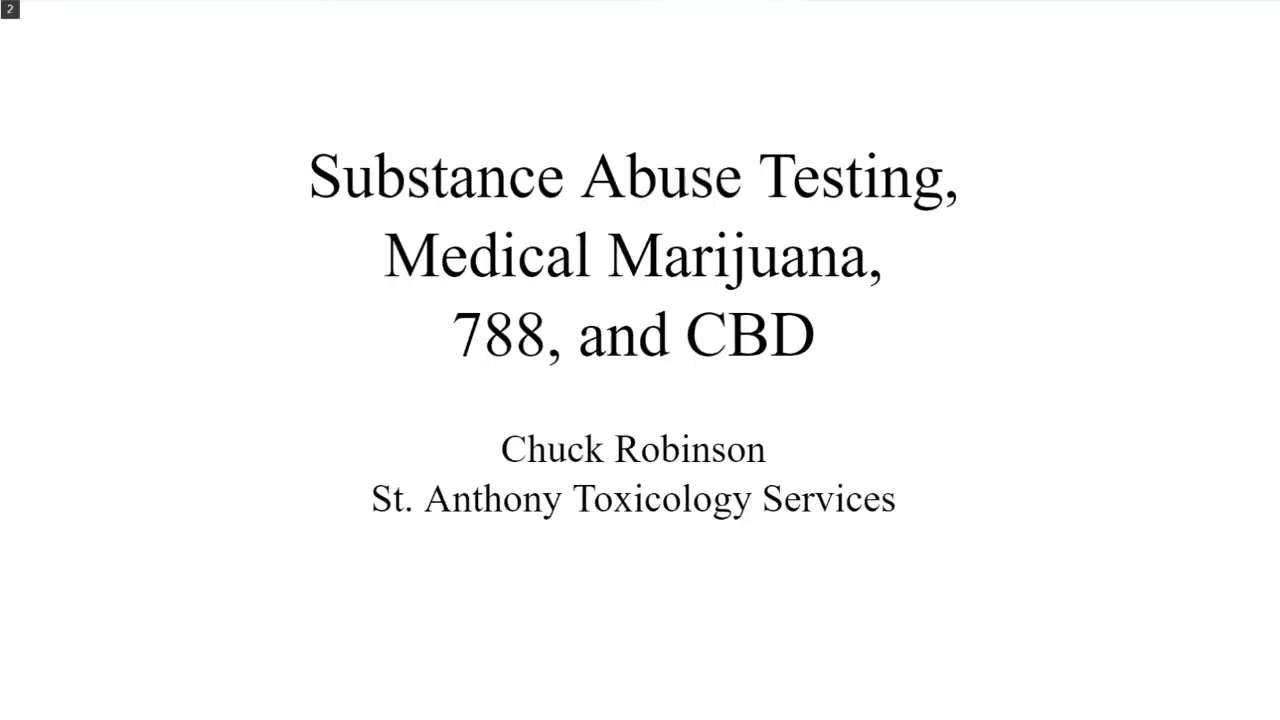 2
Substance Abuse Testing,
Medical Marijuana,
788, and CBD
Chuck Robinson
St. Anthony Toxicology Services